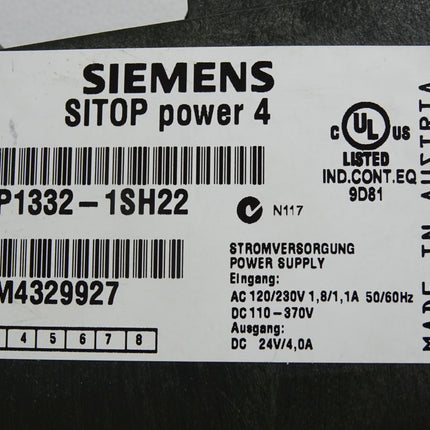 SIEMENS
SITOP power 4
P1332-1SH22
M4329927
4 5 6 7 8
C UL US
LISTED
IND.CONT.EQ
9D81
N117
STROMVERSORGUNG
POWER SUPPLY
Eingang:
AC 120/230V 1,8/1,1A 50/60Hz
DC 110-370V
Ausgang:
DC 24V/4,0A
MADE IN AUSTRIA